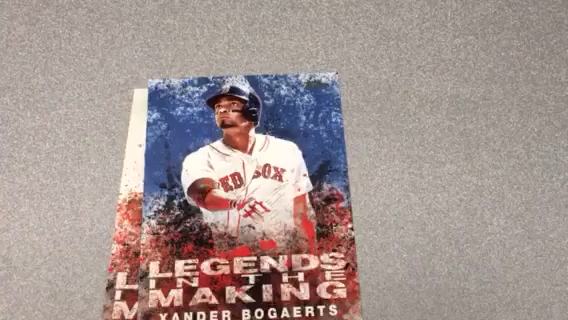 RED SOX
LEGENDS
IN THE
MAKING
XANDER BOGAERTS
L
I
M